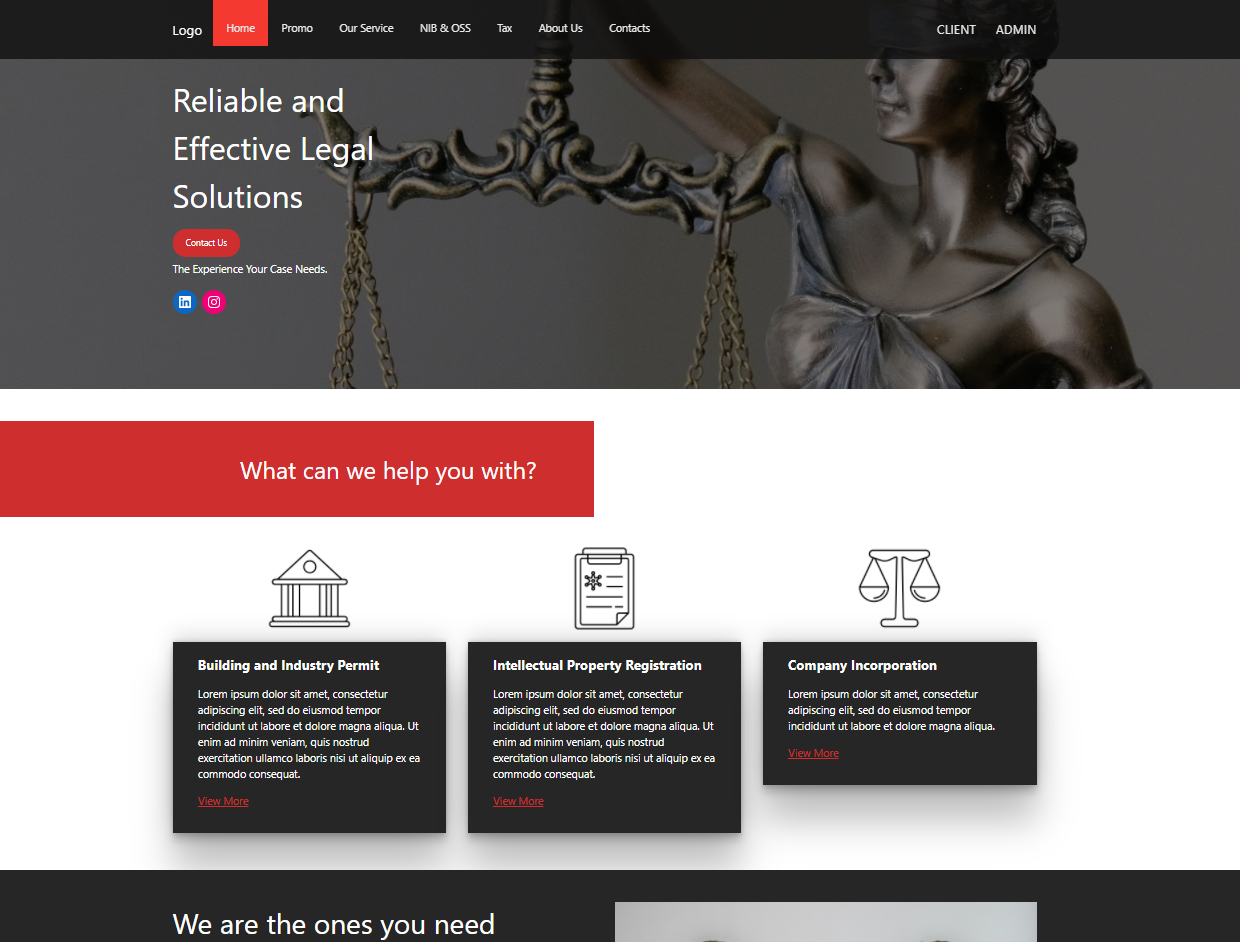 Logo
Home
Promo
Our Service
NIB & OSS
Tax
About Us
Contacts
CLIENT
ADMIN
Reliable and
Effective Legal
Solutions
Contact Us
The Experience Your Case Needs.
What can we help you with?
Building and Industry Permit
Lorem ipsum dolor sit amet, consectetur
adipiscing elit, sed do eiusmod tempor
incididunt ut labore et dolore magna aliqua. Ut
enim ad minim veniam, quis nostrud
exercitation ullamco laboris nisi ut aliquip ex ea
commodo consequat.
View More
Intellectual Property Registration
Lorem ipsum dolor sit amet, consectetur
adipiscing elit, sed do eiusmod tempor
incididunt ut labore et dolore magna aliqua. Ut
enim ad minim veniam, quis nostrud
exercitation ullamco laboris nisi ut aliquip ex ea
commodo consequat.
View More
Company Incorporation
Lorem ipsum dolor sit amet, consectetur
adipiscing elit, sed do eiusmod tempor
incididunt ut labore et dolore magna aliqua.
View More
We are the ones you need